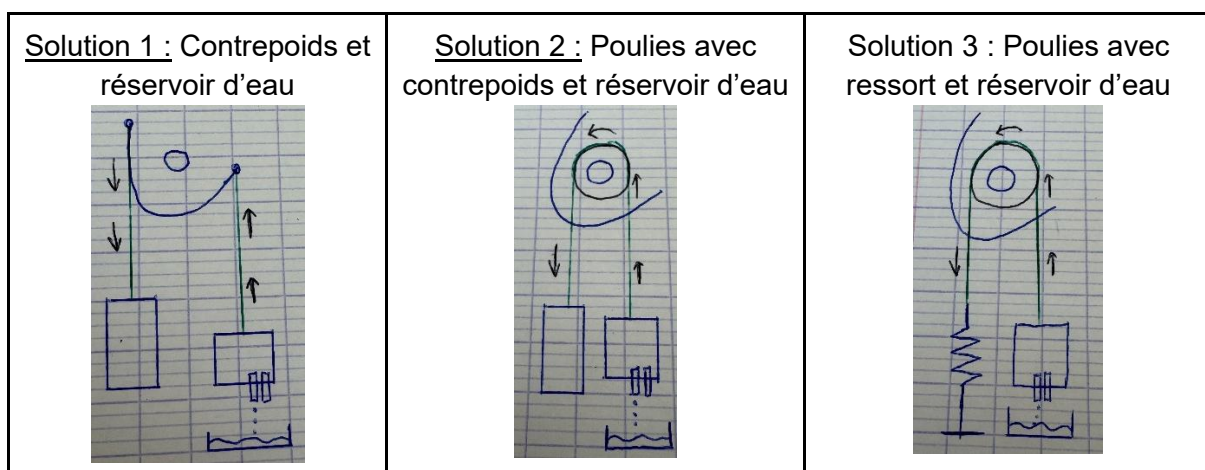 Solution 1 : Contrepoids et
réservoir d'eau
Solution 2 : Poulies avec
contrepoids et réservoir d'eau
Solution 3 : Poulies avec
ressort et réservoir d'eau